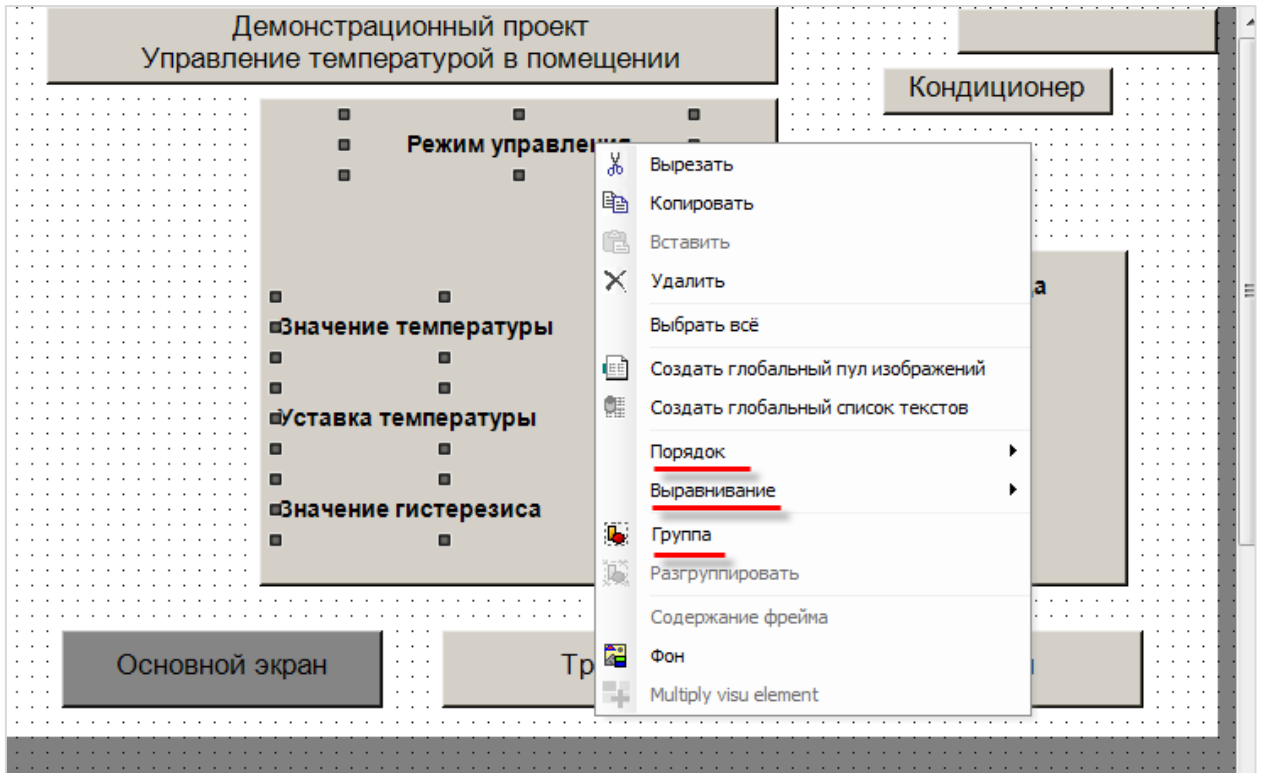 Демонстрационный проект
Управление температурой в помещении
Кондиционер
Режим управления
Вырезать
Копировать
Вставить
Удалить
Выбрать всё
Создать глобальный пул изображений
Создать глобальный список текстов
Порядок
Выравнивание
Группа
Разгруппировать
Содержание фрейма
Фон
Multiply visu element
Значение температуры
Уставка температуры
Значение гистерезиса
Основной экран